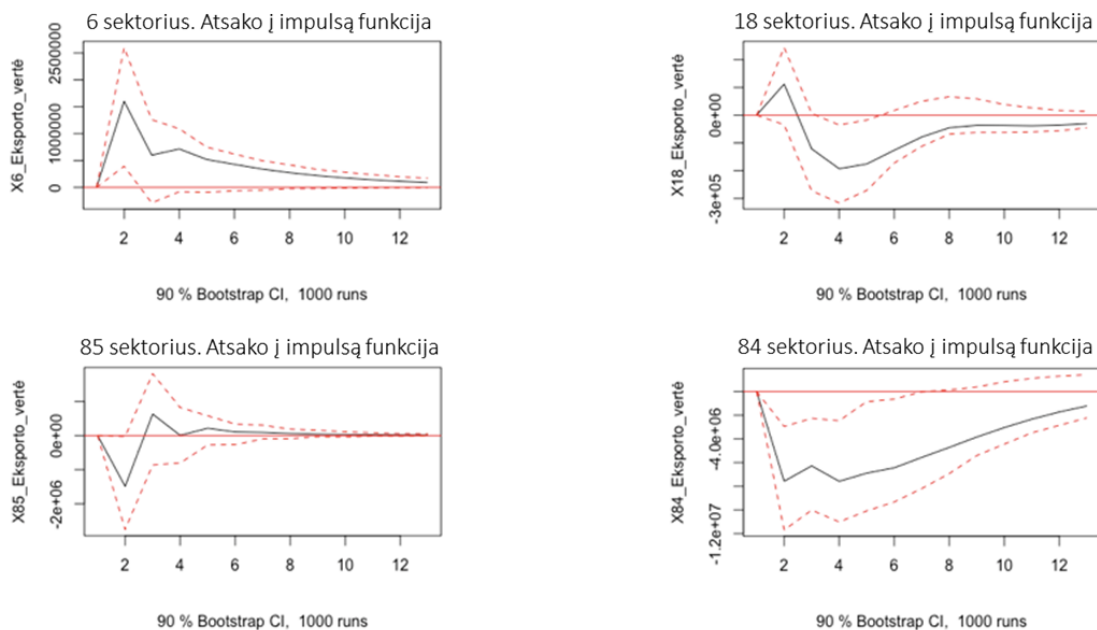 6 sektorius. Atsako į impulsą funkcija
X6_Eksporto_vertė
2500000
1000000
0
2 4 6 8 10 12
90 % Bootstrap CI, 1000 runs
18 sektorius. Atsako į impulsą funkcija
X18_Eksporto_vertė
0e+00
-3e+05
2 4 6 8 10 12
90 % Bootstrap CI, 1000 runs
85 sektorius. Atsako į impulsą funkcija
X85_Eksporto_vertė
0e+00
-2e+06
2 4 6 8 10 12
90 % Bootstrap CI, 1000 runs
84 sektorius. Atsako į impulsą funkcija
X84_Eksporto_vertė
-4.0e+06
-1.2e+07
2 4 6 8 10 12
90 % Bootstrap CI, 1000 runs